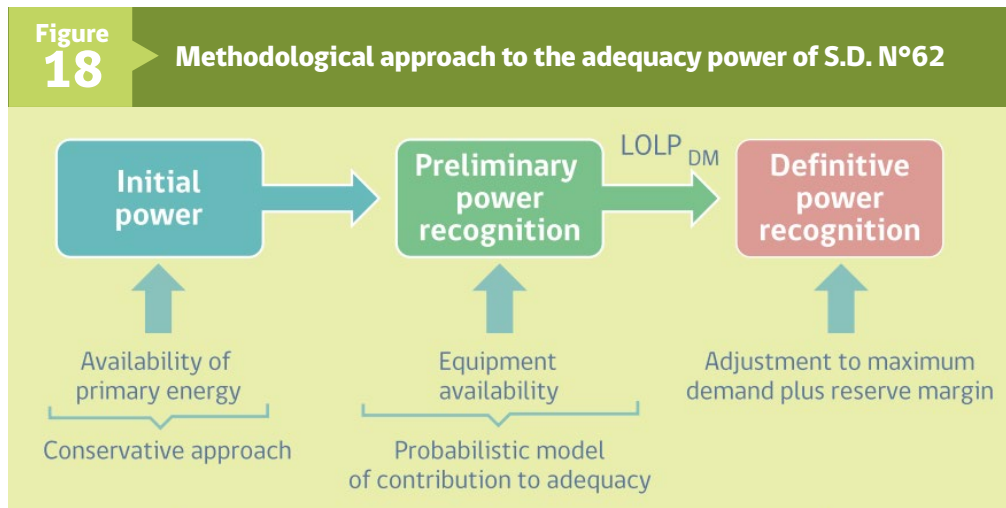 Figure
18
Methodological approach to the adequacy power of S.D. N°62
Initial
power
Preliminary
power
recognition
LOLP DM
Definitive
power
recognition
Availability of
primary energy
Conservative approach
Equipment
availability
Probabilistic model
of contribution to adequacy
Adjustment to maximum
demand plus reserve margin